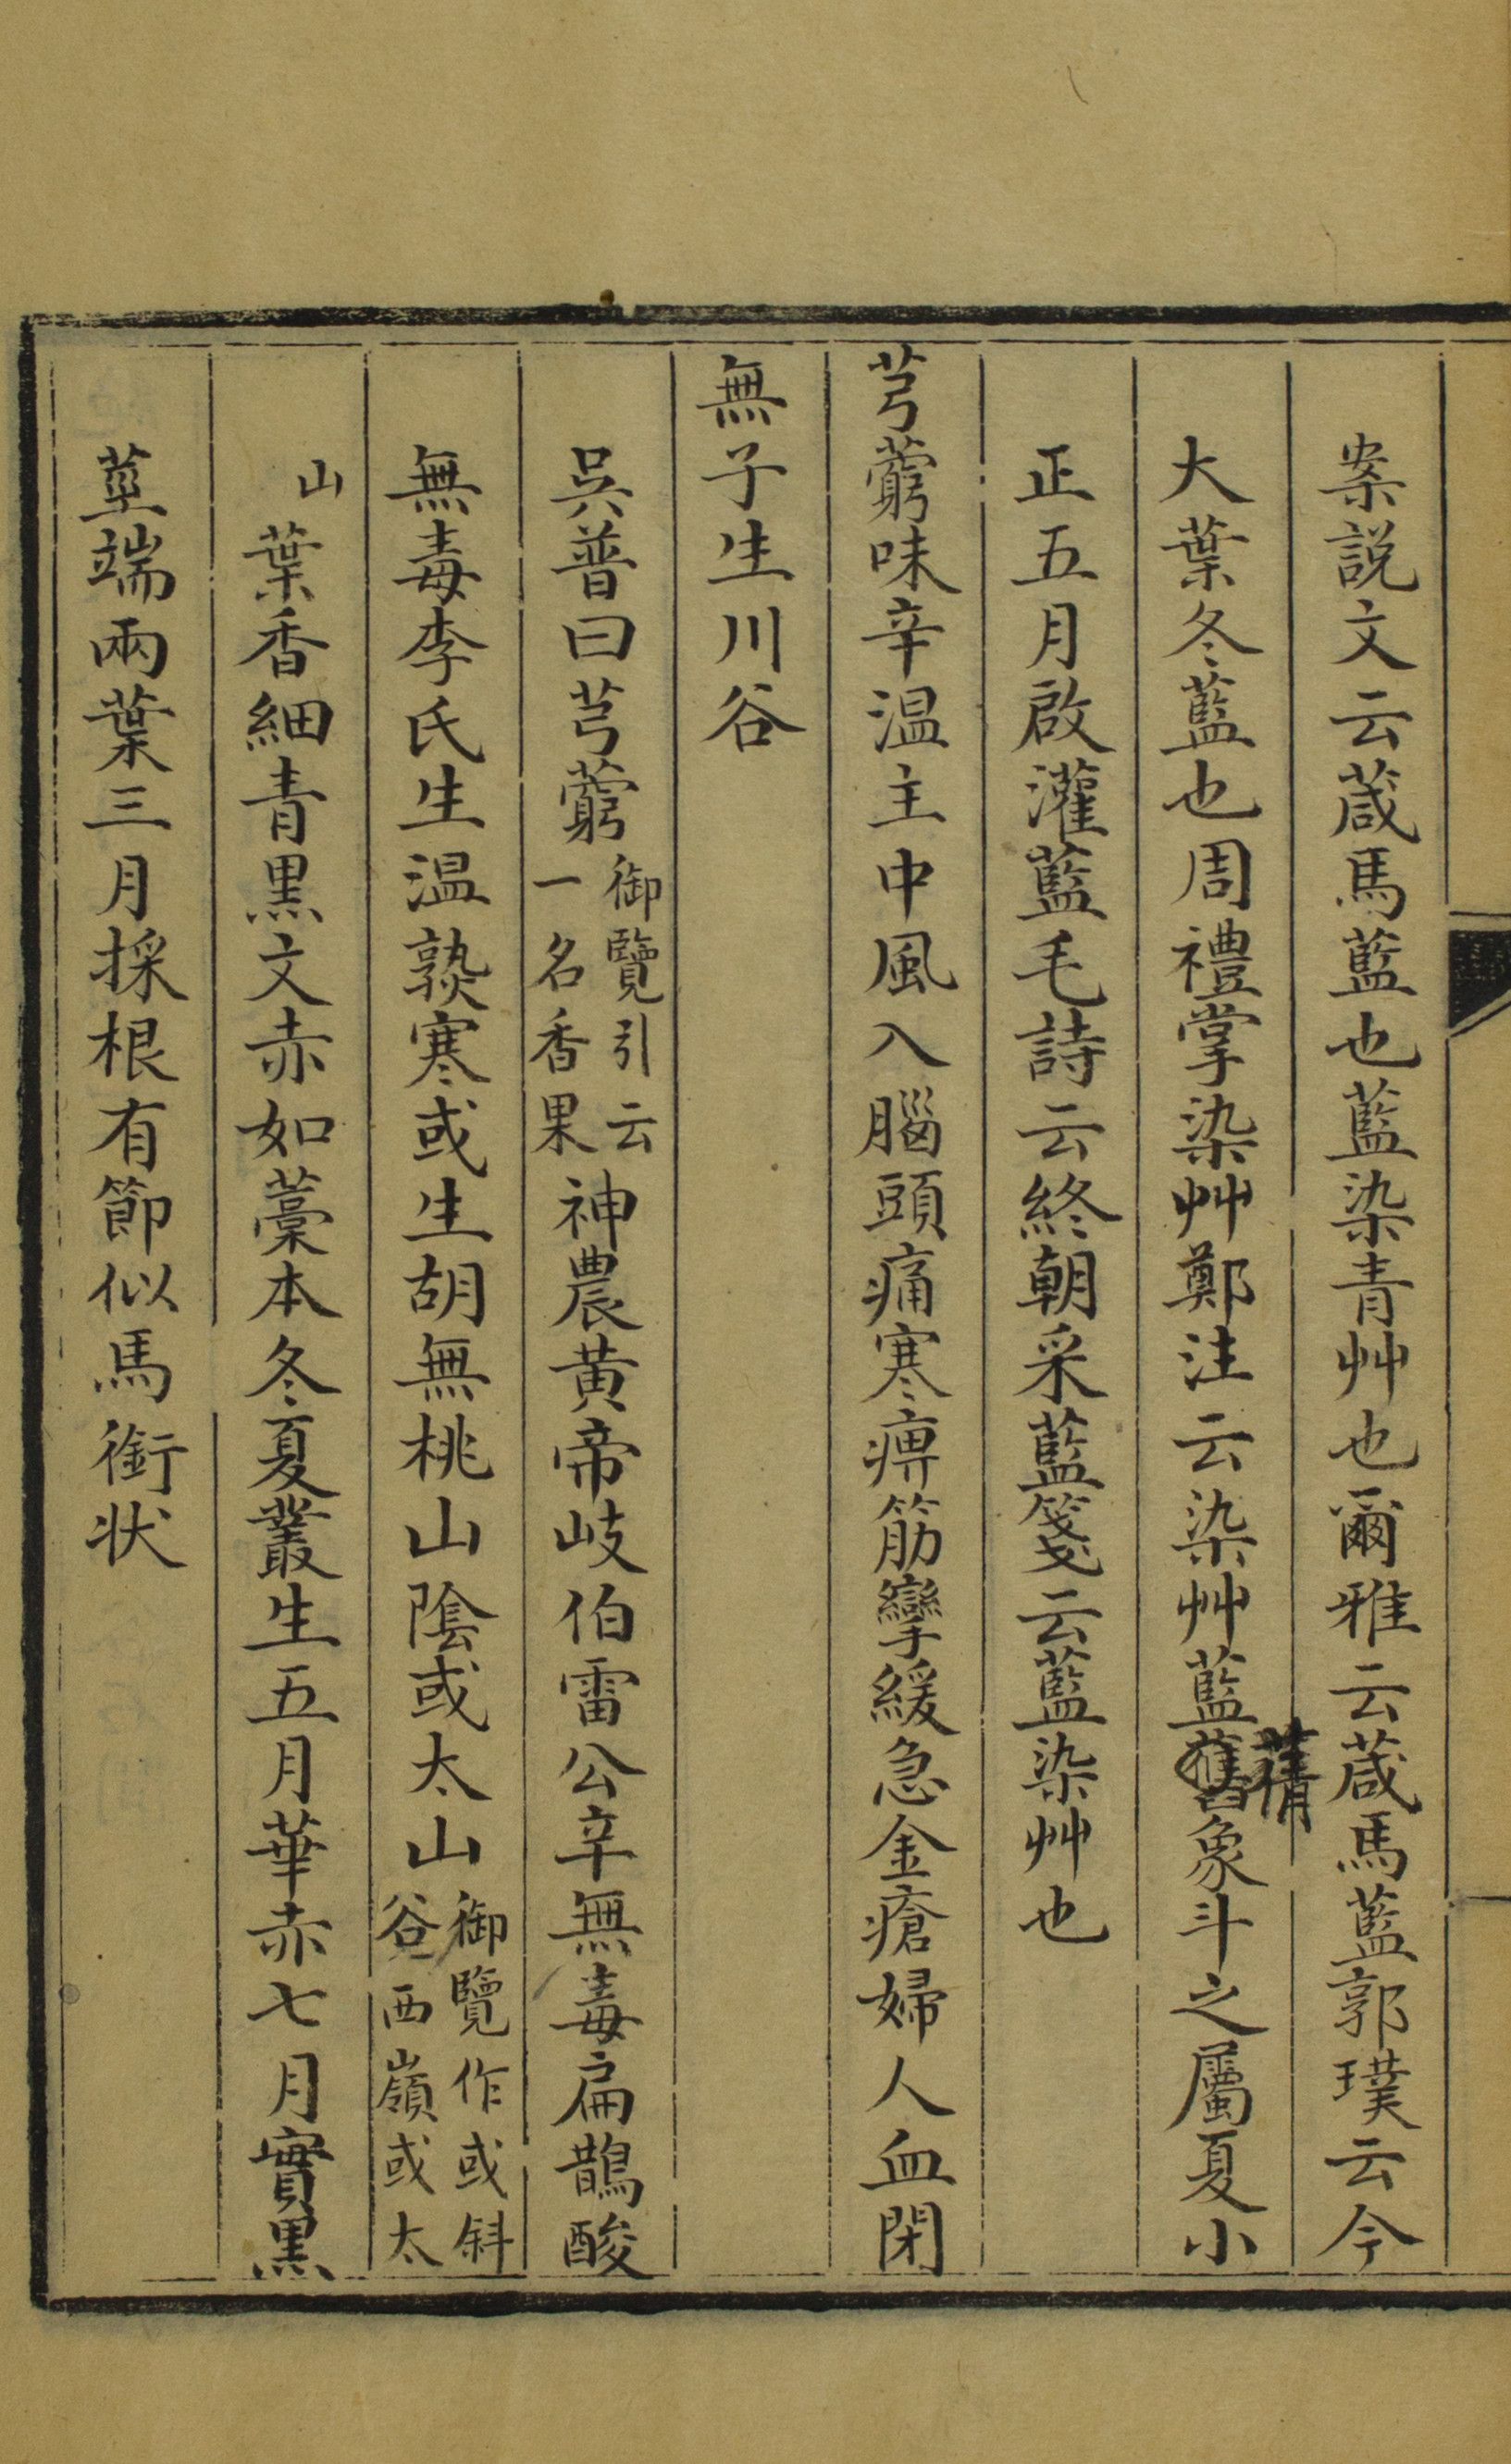 案説文云葴馬藍也藍染青艸也爾雅云葴馬藍郭璞云今
大葉冬藍也周禮掌染艸鄭注云染艸藍舊象斗之屬夏小
蒨
正五月啟灌藍毛詩云終朝采藍箋云藍染艸也
芎藭味辛温主中風入腦頭痛寒痹筋攣緩急金瘡婦人血閉
無子生川谷
吳普曰芎藭御覽引云一名香果神農黄帝岐伯雷公辛無毒扁鵲酸
無毒李氏生温熟寒或生胡無桃山陰或太山御覽作或斜谷西嶺或太
山葉香細青黒文赤如藁本冬夏叢生五月華赤七月實黒
莖端兩葉三月採根有節似馬銜状